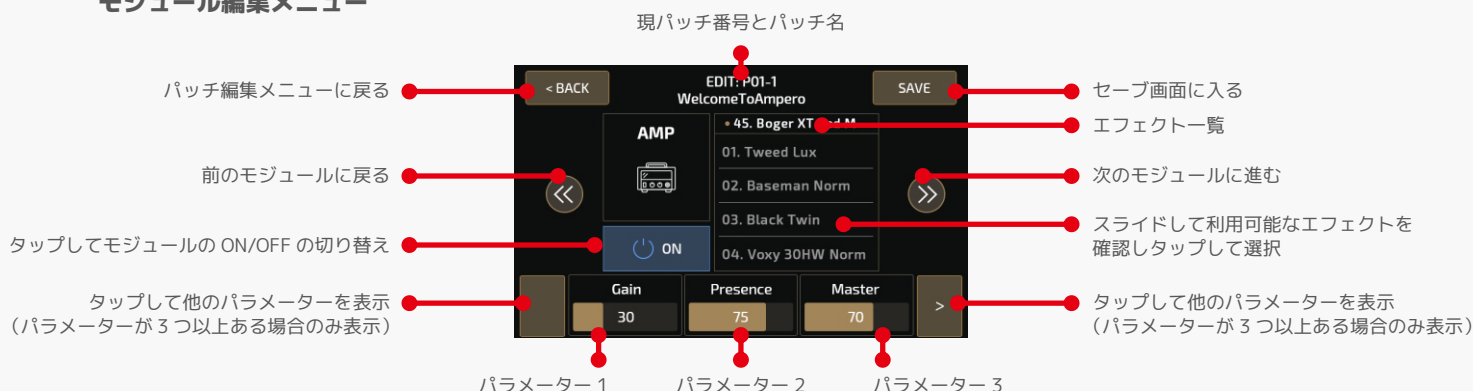 モジュール編集メニュー
現パッチ番号とパッチ名
パッチ編集メニューに戻る
< BACK
EDIT: P01-1
WelcomeToAmpero
SAVE
セーブ画面に入る
AMP
• 45. Boger XT M
エフェクト一覧
01. Tweed Lux
前のモジュールに戻る
02. Baseman Norm
次のモジュールに進む
03. Black Twin
スライドして利用可能なエフェクトを
確認しタップして選択
タップしてモジュールの ON/OFF の切り替え
ON
04. Voxy 30HW Norm
タップして他のパラメーターを表示
（パラメーターが 3 つ以上ある場合のみ表示）
Gain
Presence
Master
30
75
70
>
タップして他のパラメーターを表示
（パラメーターが 3 つ以上ある場合のみ表示）
パラメーター 1
パラメーター 2
パラメーター 3